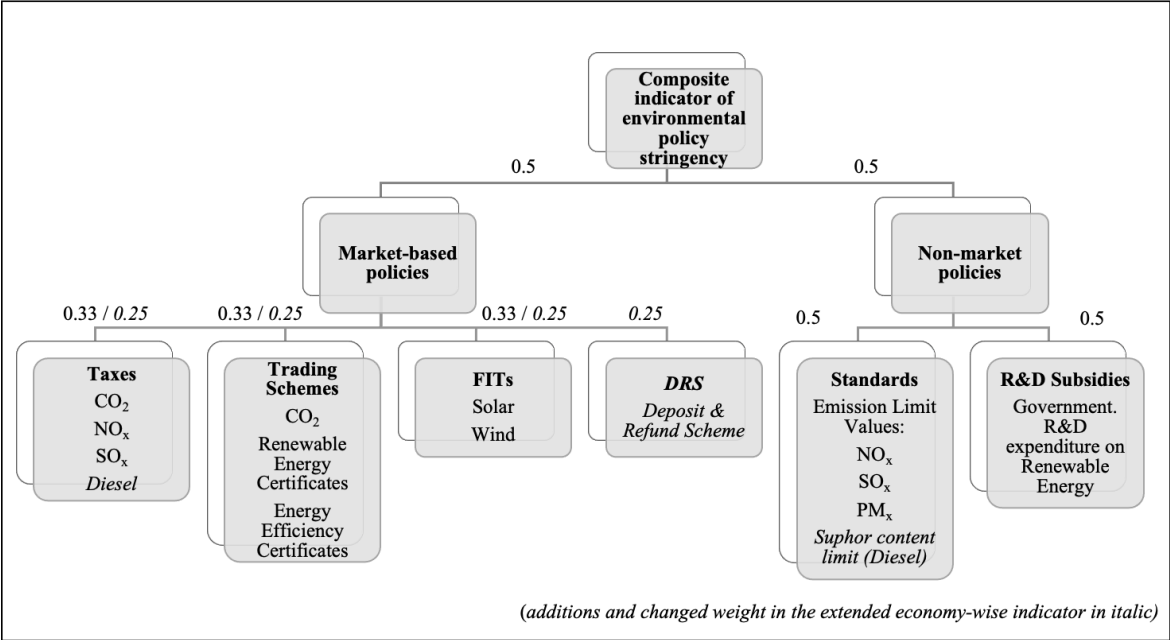 Composite
indicator of
environmental
policy
stringency
0.5
0.5
Market-based
policies
Non-market
policies
0.33 / 0.25
0.33 / 0.25
0.33 / 0.25
0.25
0.5
0.5
Taxes
CO₂
NOₓ
SOₓ
Diesel
Trading
Schemes
CO₂
Renewable
Energy
Certificates
Energy
Efficiency
Certificates
FITs
Solar
Wind
DRS
Deposit &
Refund Scheme
Standards
Emission Limit
Values:
NOₓ
SOₓ
PMₓ
Suphor content
limit (Diesel)
R&D Subsidies
Government.
R&D
expenditure on
Renewable
Energy
(additions and changed weight in the extended economy-wise indicator in italic)